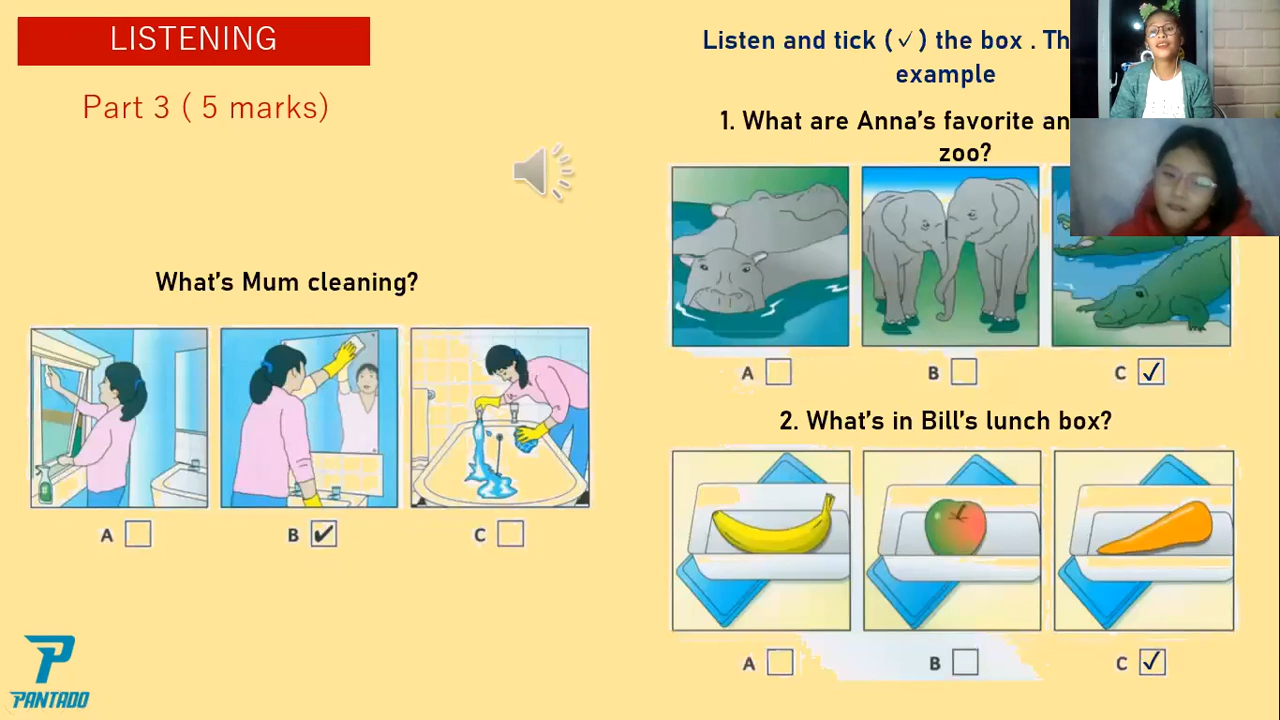 LISTENING
Part 3 ( 5 marks)
What's Mum cleaning?
A
B ✓
C
PANTADO
Listen and tick (✓) the box . Th
example
1. What are Anna's favorite an
zoo?
A
B
C ✓
2. What's in Bill's lunch box?
A
B
C ✓